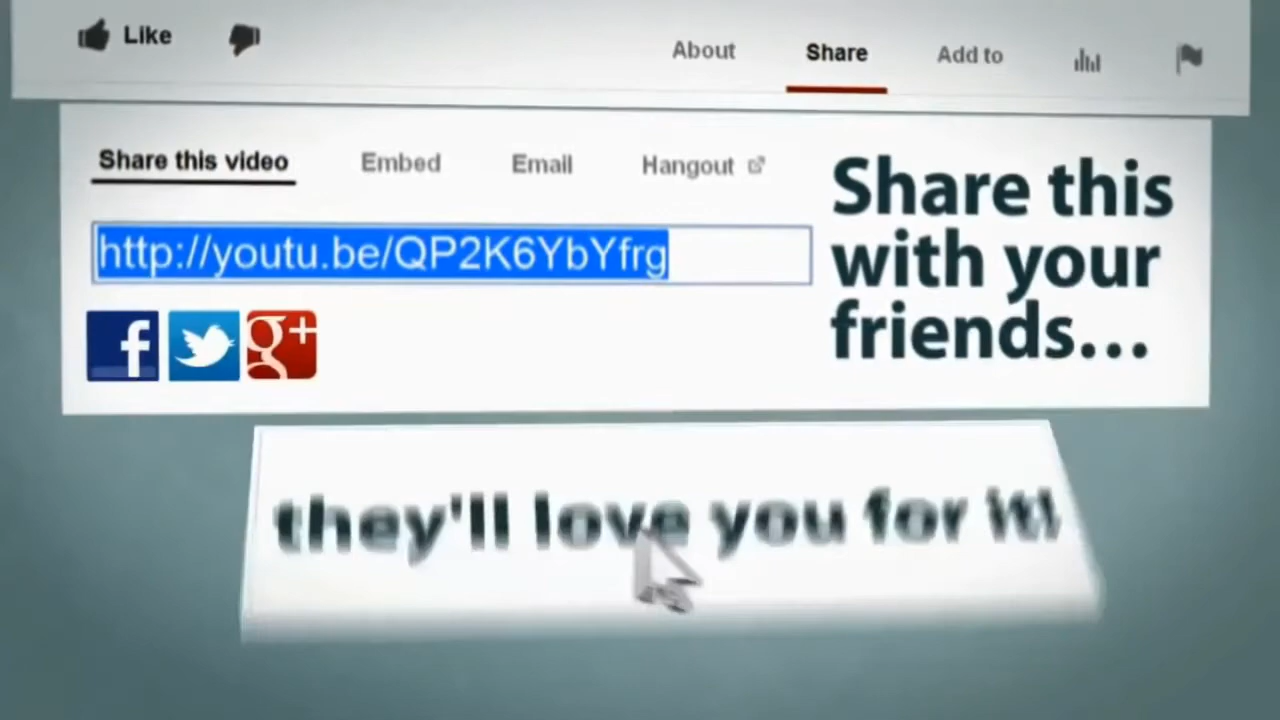 Like
About
Share
Add to
Share this video
Embed
Email
Hangout
http://youtu.be/QP2K6YbYfrg
f
g+
Share this
with your
friends...
they'll love you for it!